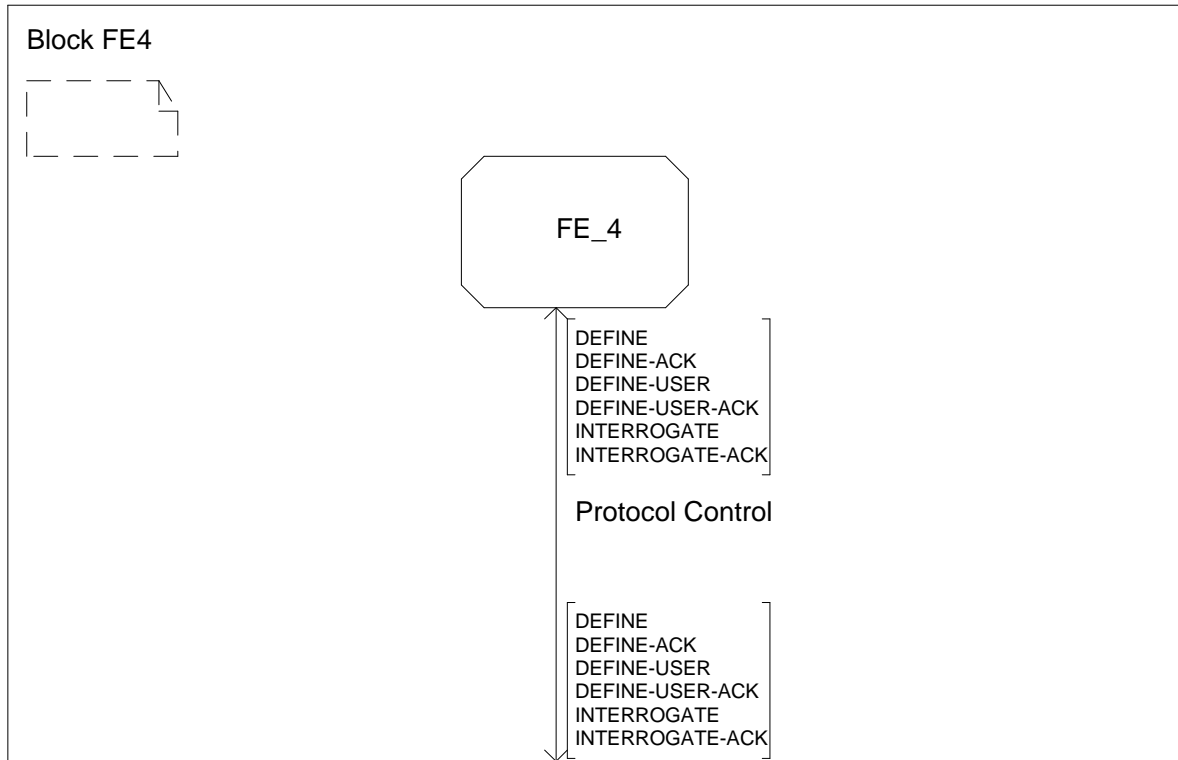 Block FE4
FE_4
DEFINE
DEFINE-ACK
DEFINE-USER
DEFINE-USER-ACK
INTERROGATE
INTERROGATE-ACK
Protocol Control
DEFINE
DEFINE-ACK
DEFINE-USER
DEFINE-USER-ACK
INTERROGATE
INTERROGATE-ACK